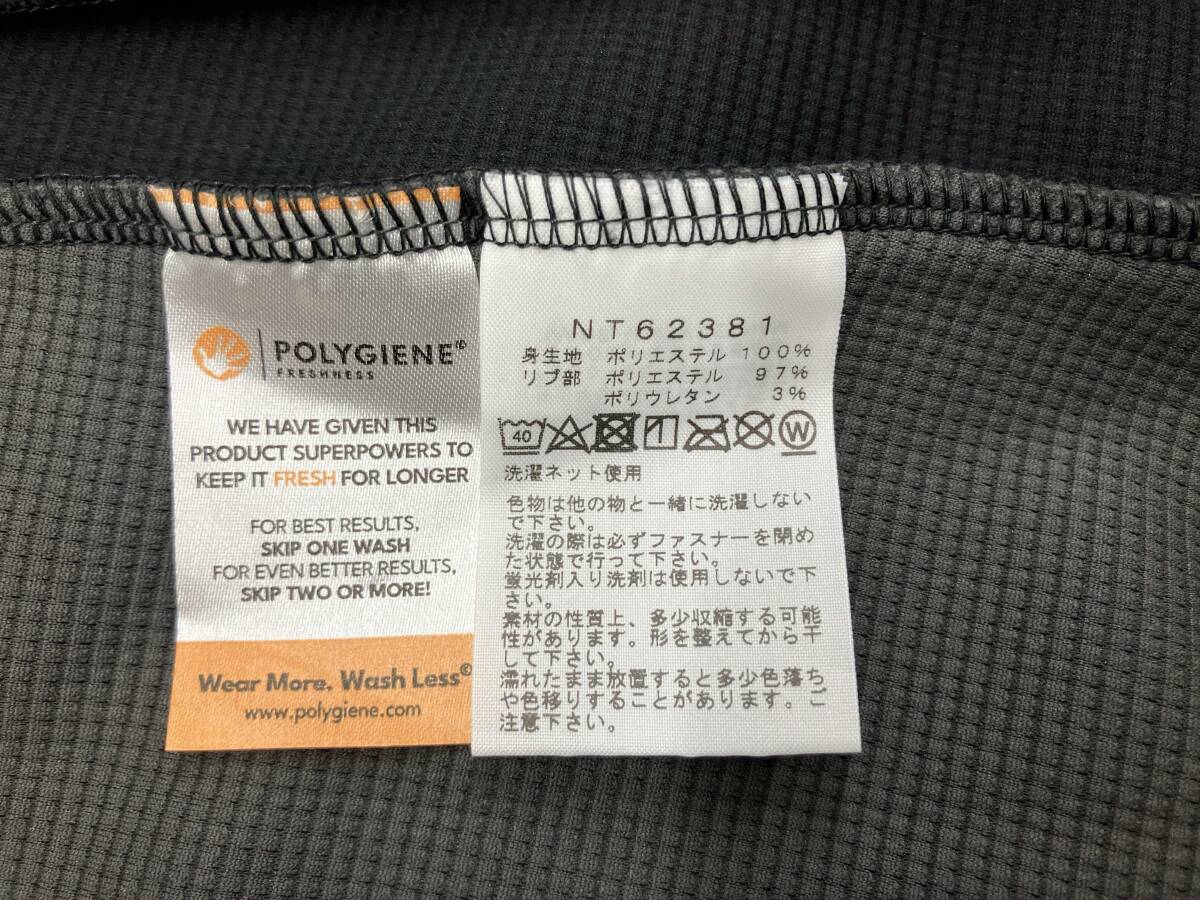 POLYGIENE®
FRESHNESS
WE HAVE GIVEN THIS
PRODUCT SUPERPOWERS TO
KEEP IT FRESH FOR LONGER
FOR BEST RESULTS,
SKIP ONE WASH
FOR EVEN BETTER RESULTS,
SKIP TWO OR MORE!
Wear More. Wash Less®
www.polygiene.com
NT62381
身生地 ポリエステル 100%
リブ部 ポリエステル 97%
ポリウレタン 3%
40 W
洗濯ネット使用
色物は他の物と一緒に洗濯しない
で下さい。
洗濯の際は必ずファスナーを閉め
た状態で行って下さい。
蛍光剤入り洗剤は使用しないで下
さい。
素材の性質上、多少収縮する可能
性があります。形を整えてから干
して下さい。
濡れたまま放置すると多少色落ち
や色移りすることがあります。ご
注意下さい。